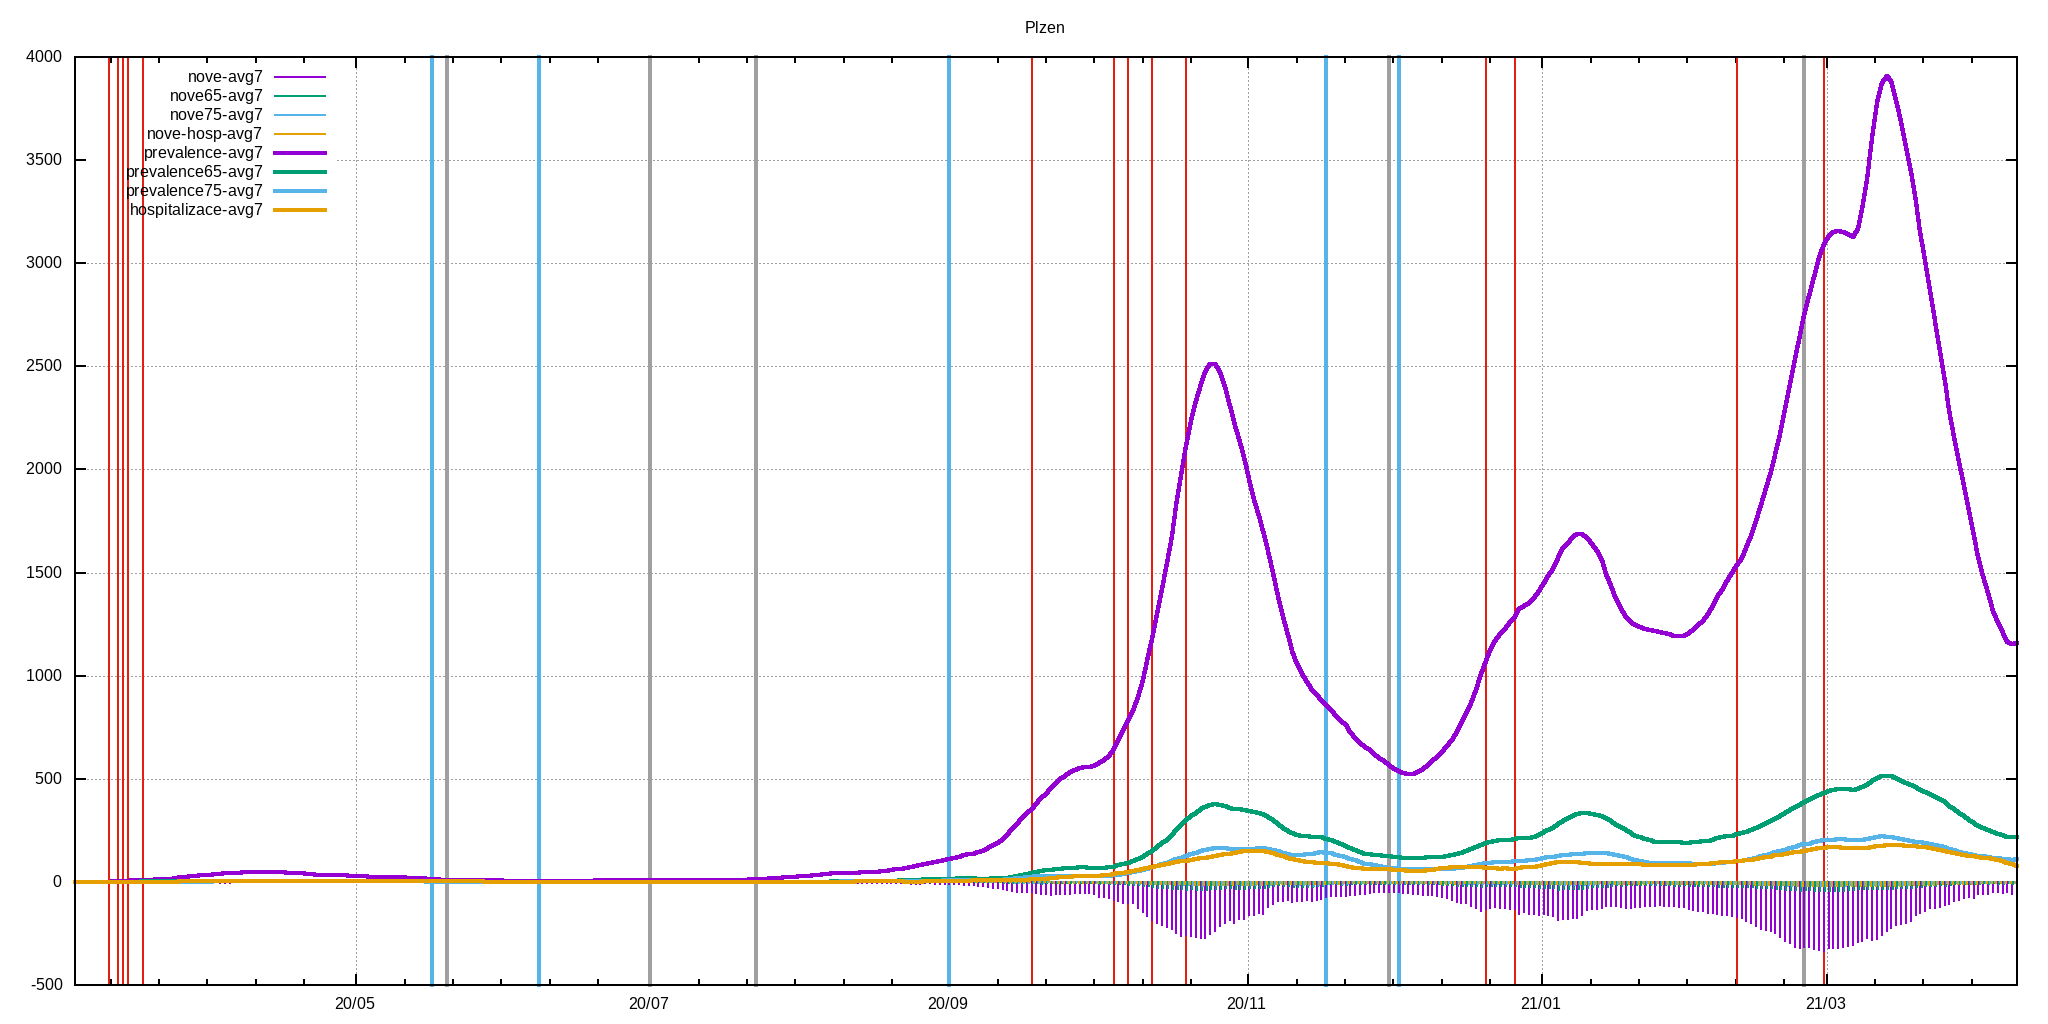 Plzen
4000
3500
3000
2500
2000
1500
1000
500
0
-500
nove-avg7
nove65-avg7
nove75-avg7
nove-hosp-avg7
prevalence-avg7
prevalence65-avg7
prevalence75-avg7
hospitalizace-avg7
20/05 20/07 20/09 20/11 21/01 21/03